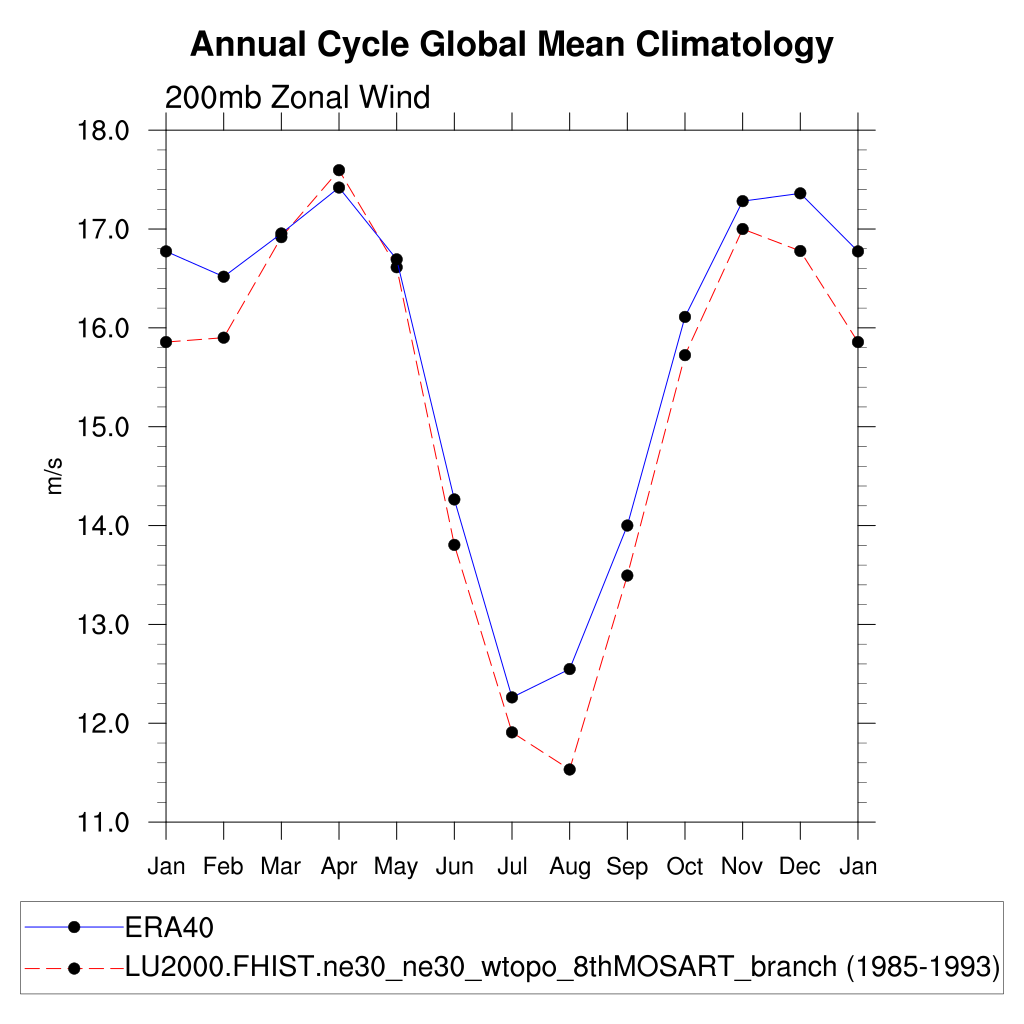 Annual Cycle Global Mean Climatology
200mb Zonal Wind
18.0
17.0
16.0
15.0
14.0
13.0
12.0
11.0
m/s
Jan Feb Mar Apr May Jun Jul Aug Sep Oct Nov Dec Jan
ERA40
LU2000.FHIST.ne30_ne30_wtopo_8thMOSART_branch (1985-1993)